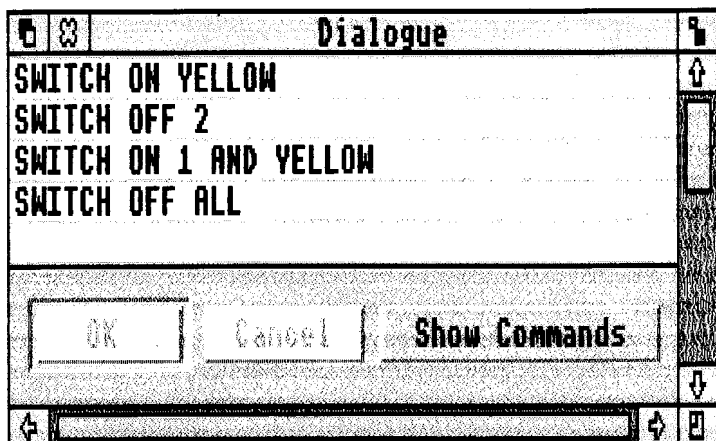 Dialogue
SWITCH ON YELLOW
SWITCH OFF 2
SWITCH ON 1 AND YELLOW
SWITCH OFF ALL
OK Cancel Show Commands